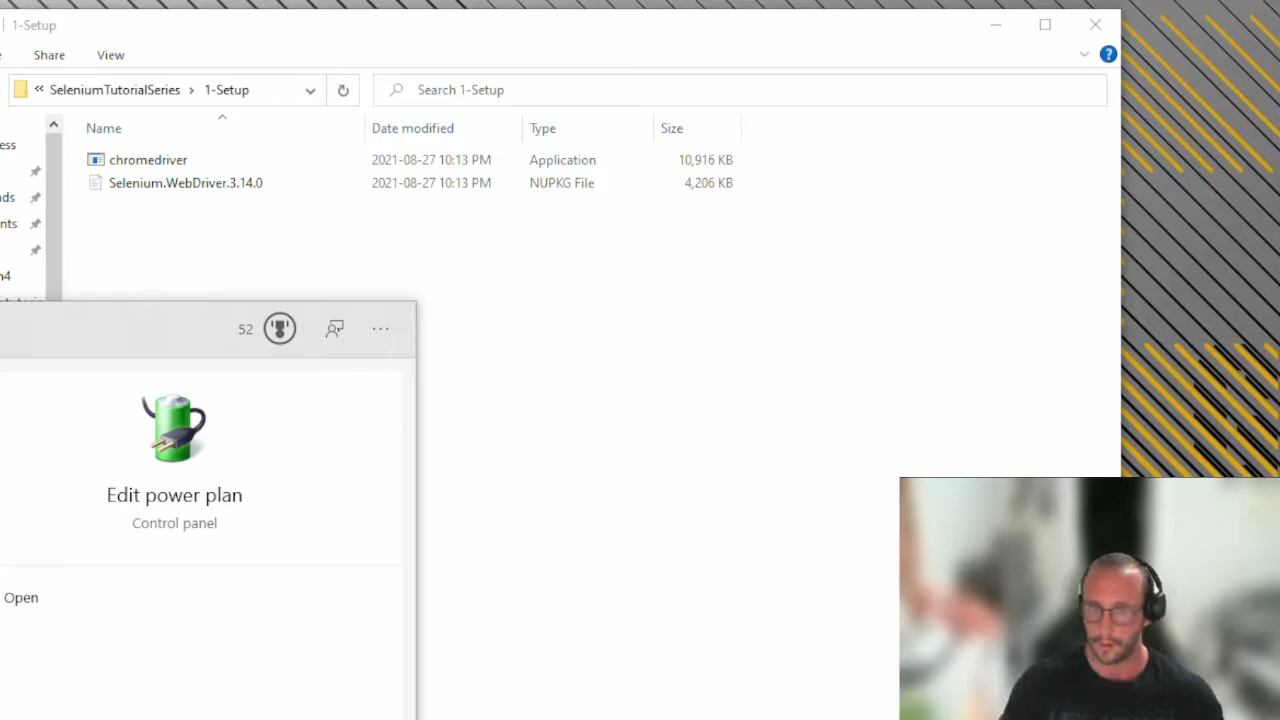 1-Setup
Share View
?
« SeleniumTutorialSeries > 1-Setup
Search 1-Setup
Name Date modified Type Size
chromedriver 2021-08-27 10:13 PM Application 10,916 KB
Selenium.WebDriver.3.14.0 2021-08-27 10:13 PM NUPKG File 4,206 KB
52
Edit power plan
Control panel
Open